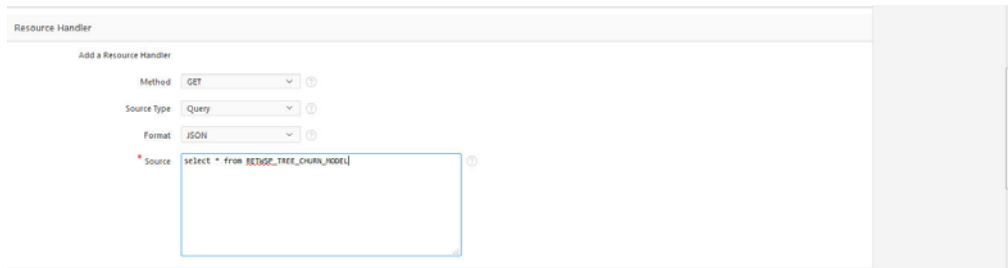 Resource Handler
Add a Resource Handler
Method GET
Source Type Query
Format JSON
* Source select * from RETWSP_TREE_CHURN_MODEL